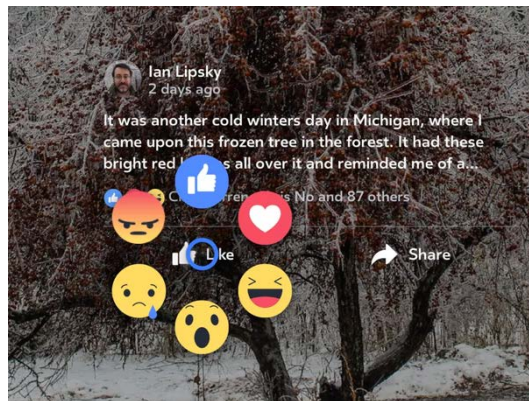 Ian Lipsky
2 days ago
It was another cold winters day in Michigan, where I
came upon this frozen tree in the forest. It had these
bright red all over it and reminded me of a...
No and 87 others
Like
Share